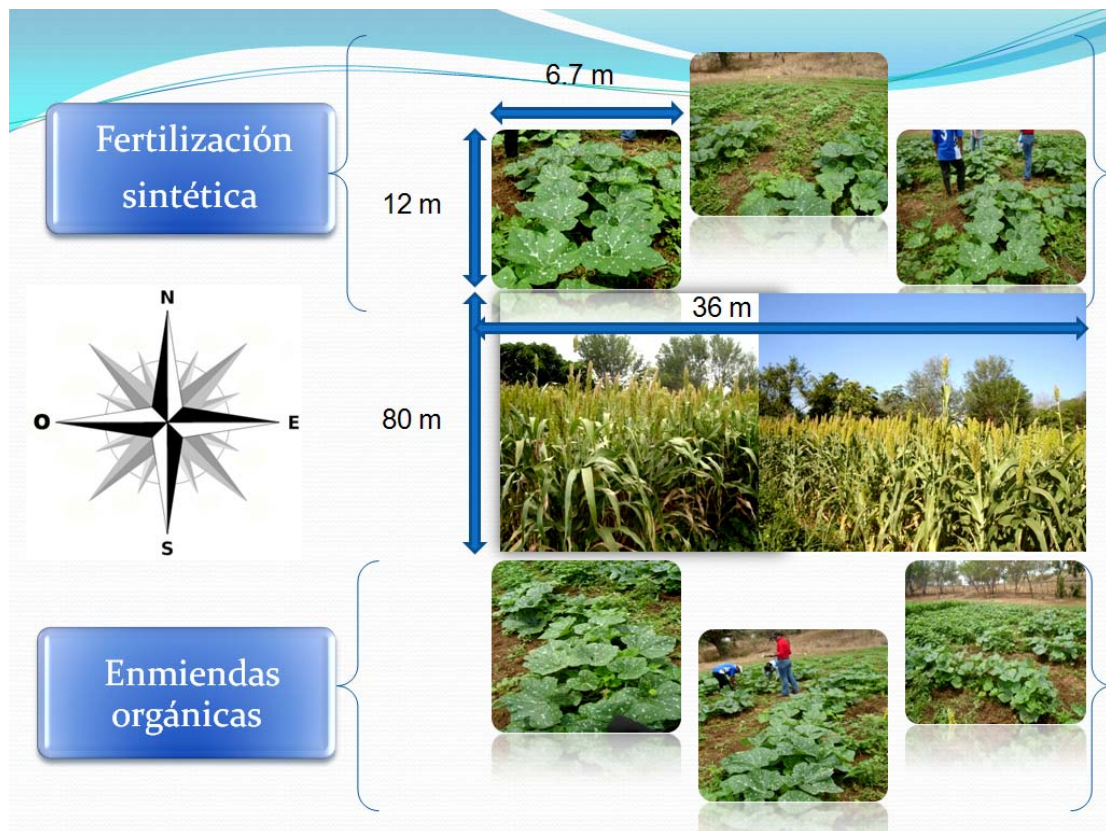 6.7 m
Fertilización
sintética
12 m
N
36 m
O
E
80 m
S
Enmiendas
orgánicas